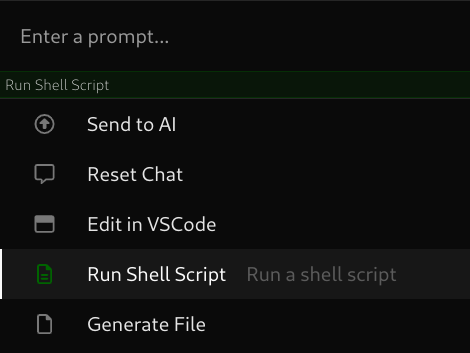 Enter a prompt...
Run Shell Script
Send to AI
Reset Chat
Edit in VSCode
Run Shell Script Run a shell script
Generate File